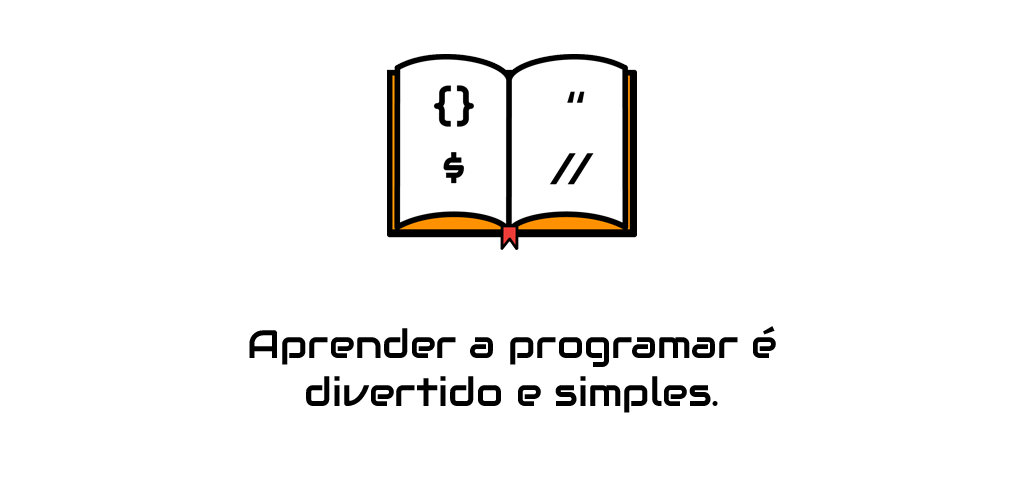 {} “
$ //
Aprender a programar é
divertido e simples.